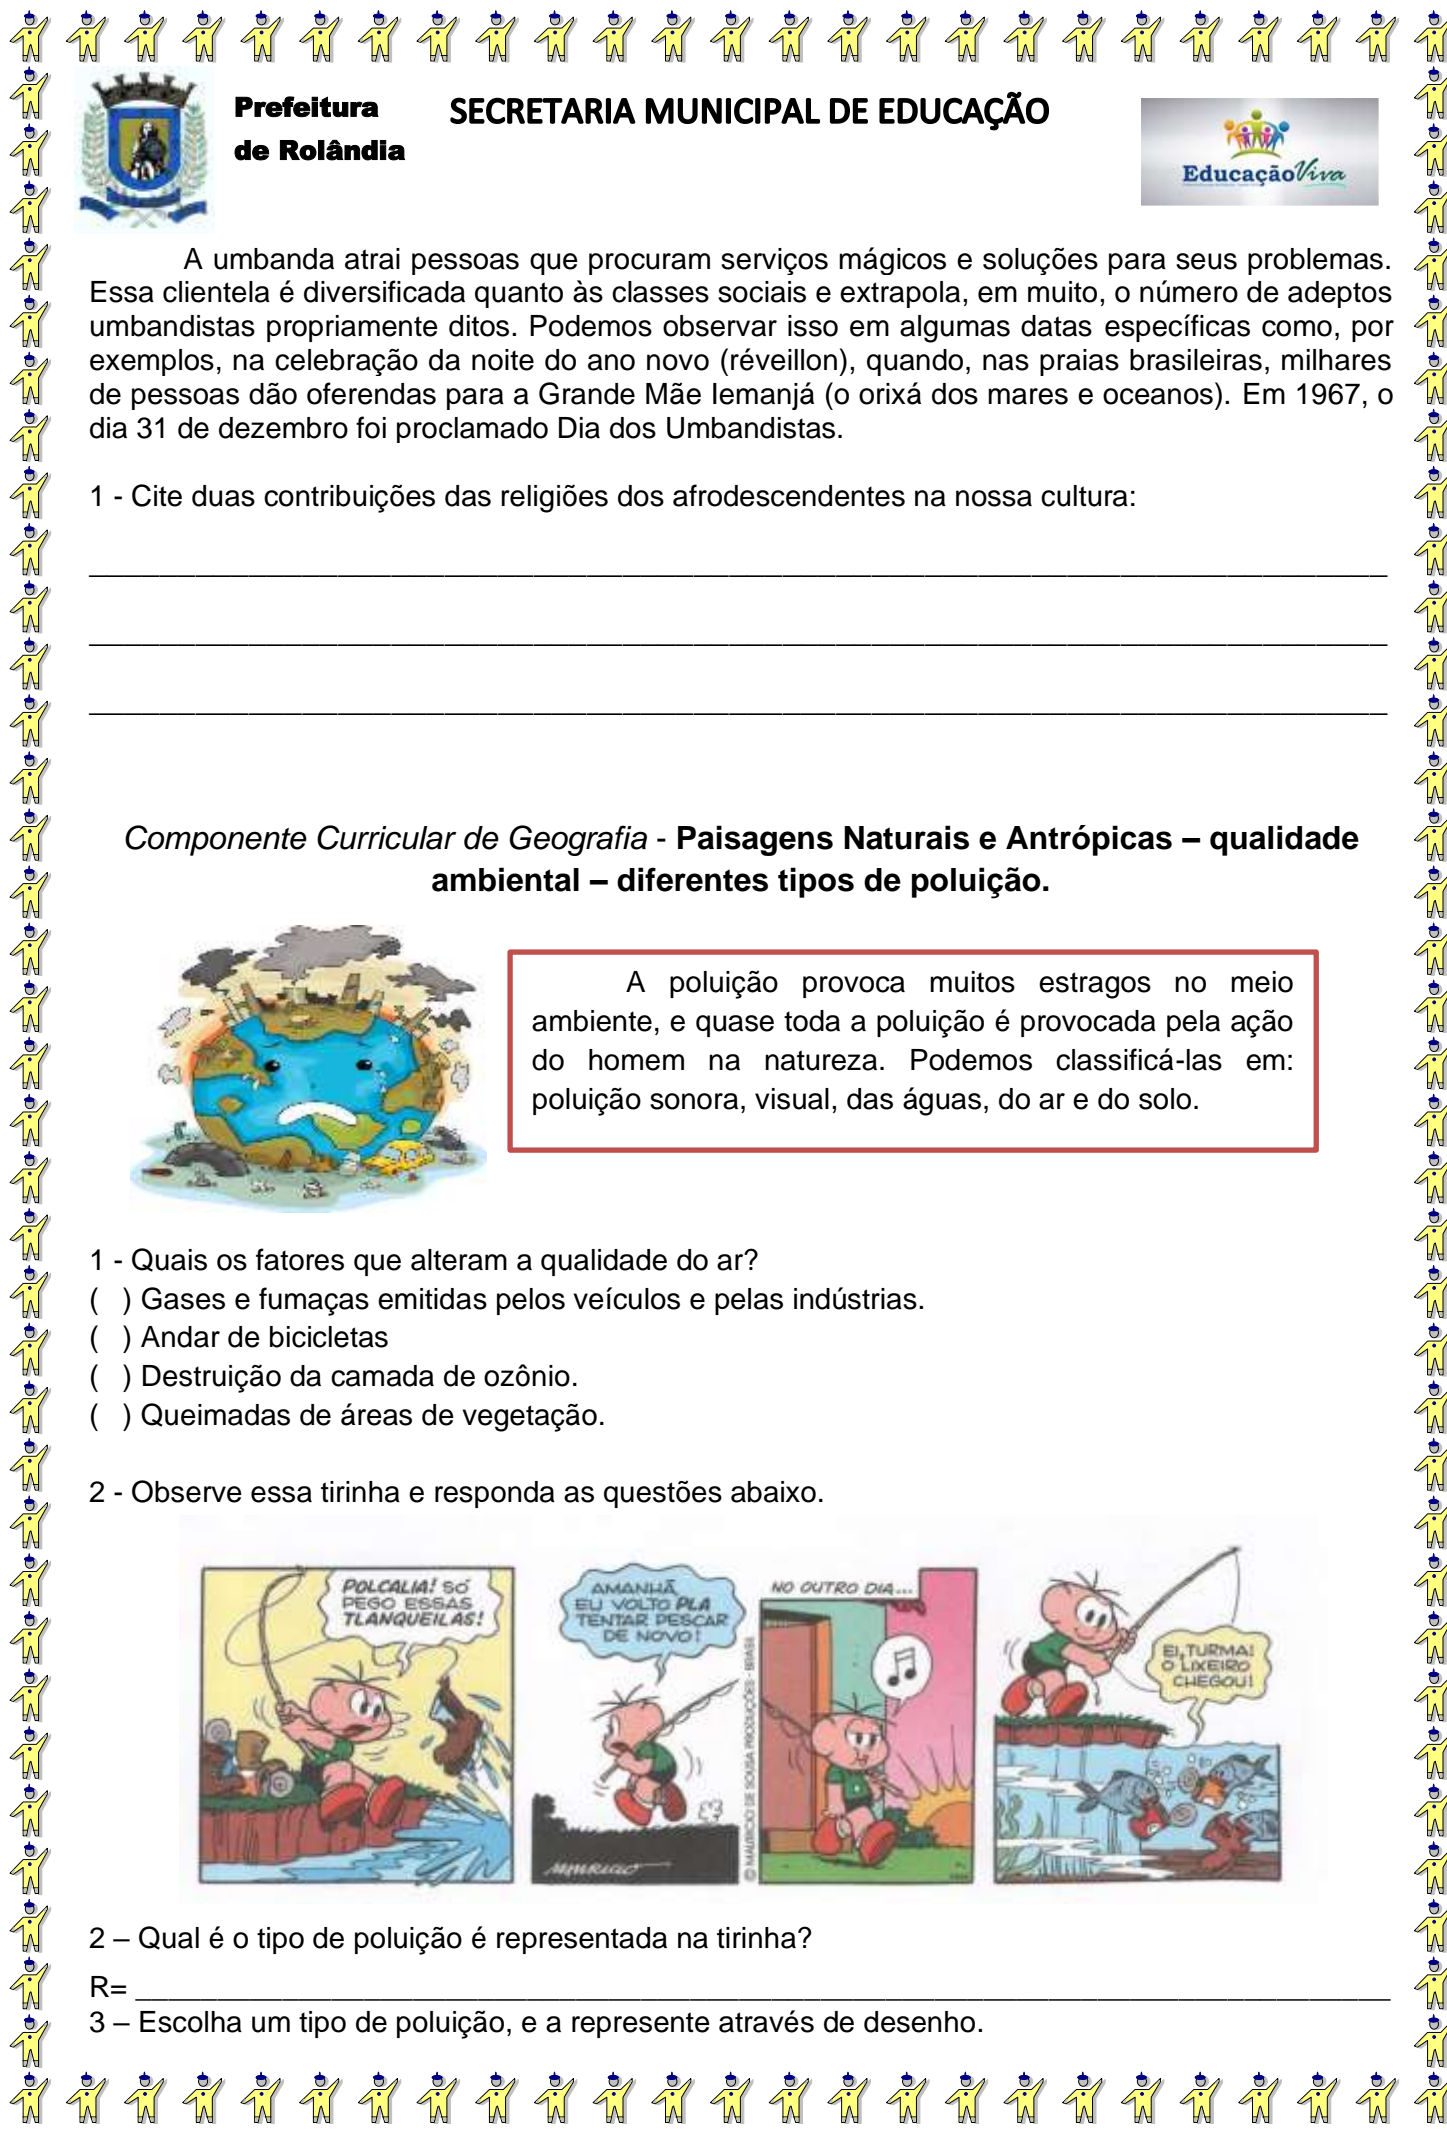 Prefeitura
de Rolândia
SECRETARIA MUNICIPAL DE EDUCAÇÃO
EducaçãoViva
A umbanda atrai pessoas que procuram serviços mágicos e soluções para seus problemas.
Essa clientela é diversificada quanto às classes sociais e extrapola, em muito, o número de adeptos
umbandistas propriamente ditos. Podemos observar isso em algumas datas específicas como, por
exemplos, na celebração da noite do ano novo (réveillon), quando, nas praias brasileiras, milhares
de pessoas dão oferendas para a Grande Mãe Iemanjá (o orixá dos mares e oceanos). Em 1967, o
dia 31 de dezembro foi proclamado Dia dos Umbandistas.
1 - Cite duas contribuições das religiões dos afrodescendentes na nossa cultura:
Componente Curricular de Geografia - Paisagens Naturais e Antrópicas – qualidade
ambiental – diferentes tipos de poluição.
A poluição provoca muitos estragos no meio
ambiente, e quase toda a poluição é provocada pela ação
do homem na natureza. Podemos classificá-las em:
poluição sonora, visual, das águas, do ar e do solo.
1 - Quais os fatores que alteram a qualidade do ar?
( ) Gases e fumaças emitidas pelos veículos e pelas indústrias.
( ) Andar de bicicletas
( ) Destruição da camada de ozônio.
( ) Queimadas de áreas de vegetação.
2 - Observe essa tirinha e responda as questões abaixo.
POLCALIA! SÓ
PEGO ESSAS
TLANQUEILAS!
AMANHÃ
EU VOLTO PLA
TENTAR PESCAR
DE NOVO!
MAURICIO
© MAURICIO DE SOUSA PRODUÇÕES - BRASIL
NO OUTRO DIA...
EI, TURMA!
O LIXEIRO
CHEGOU!
2 – Qual é o tipo de poluição é representada na tirinha?
R=
3 – Escolha um tipo de poluição, e a represente através de desenho.